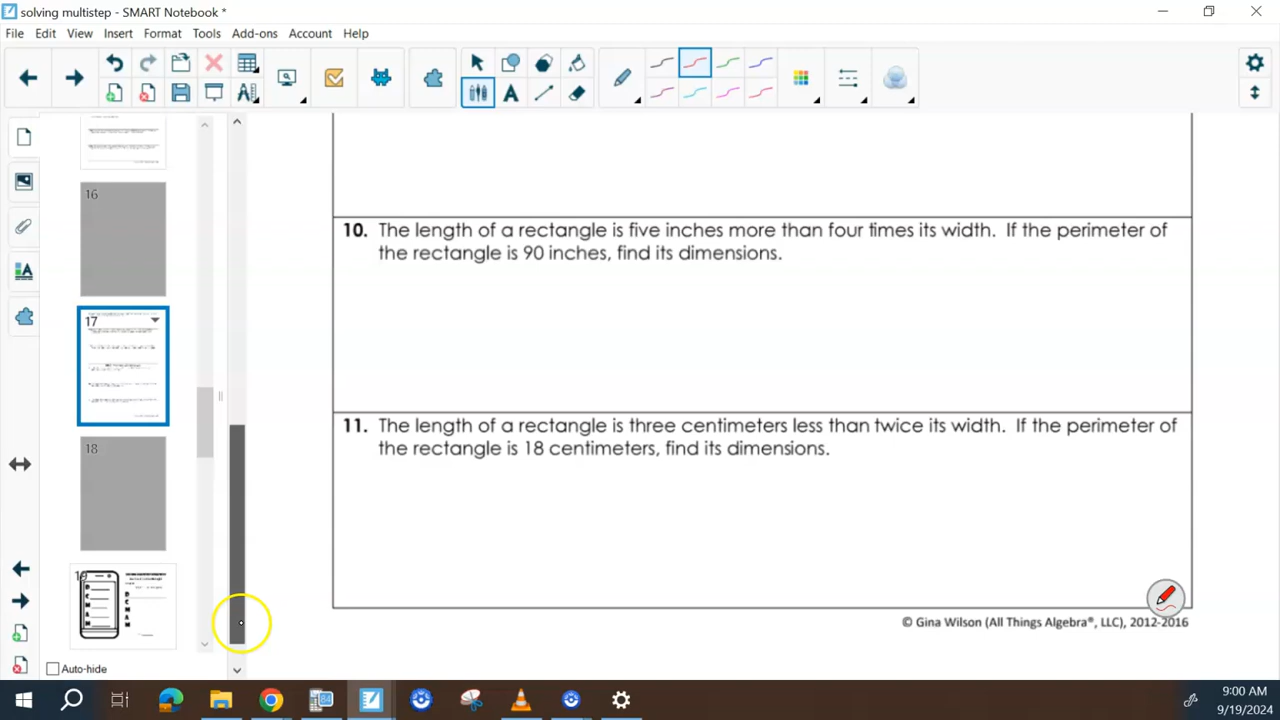 solving multistep - SMART Notebook *
File Edit View Insert Format Tools Add-ons Account Help
16
17
18
19
10. The length of a rectangle is five inches more than four times its width. If the perimeter of
the rectangle is 90 inches, find its dimensions.
11. The length of a rectangle is three centimeters less than twice its width. If the perimeter of
the rectangle is 18 centimeters, find its dimensions.
© Gina Wilson (All Things Algebra®, LLC), 2012-2016
Auto-hide
9:00 AM
9/19/2024